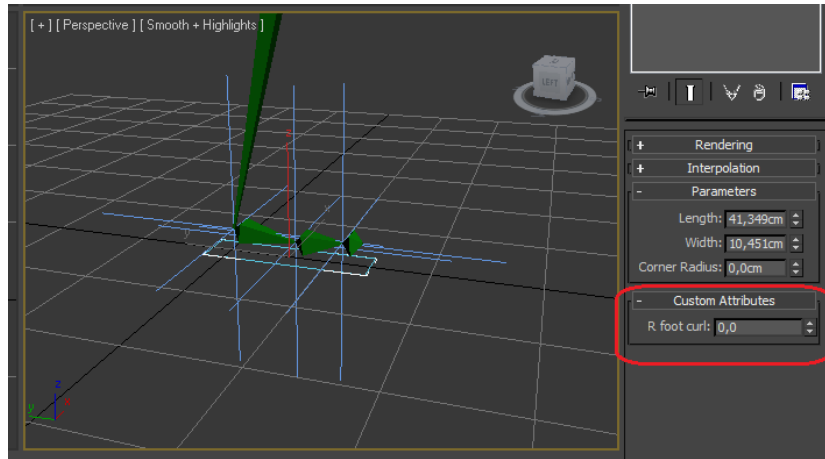 [ + ] [ Perspective ] [ Smooth + Highlights ]
LEFT
+ Rendering
+ Interpolation
- Parameters
Length: 41,349cm
Width: 10,451cm
Corner Radius: 0,0cm
- Custom Attributes
R foot curl: 0,0
z
x
y
z
y
x